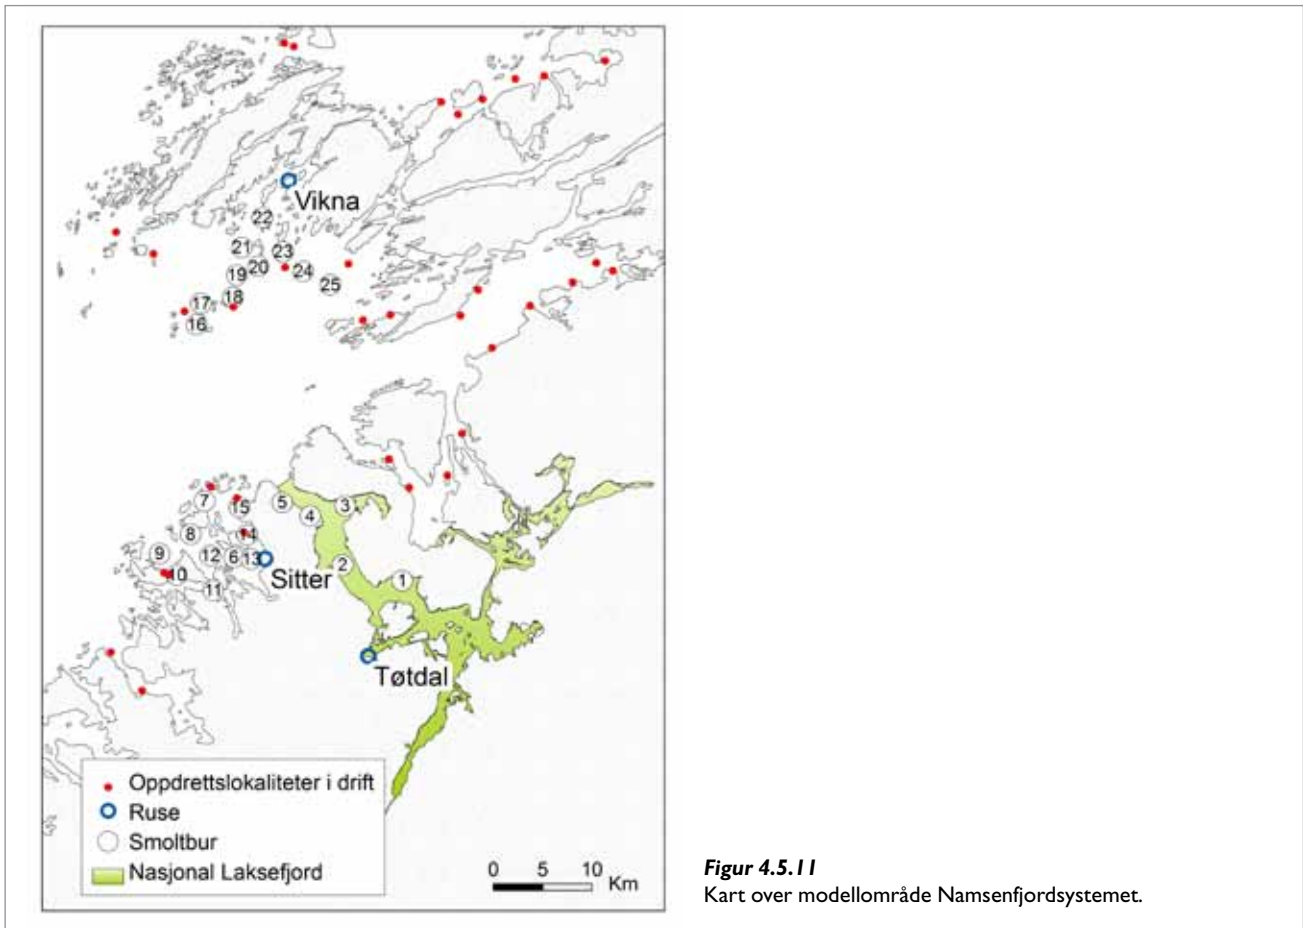 Vikna
22
21
23
20
19
24
25
18
17
16
5
3
7
15
4
14
8
9
12
6
13
2
10
Sitter
1
11
Tøtdal
Oppdrettslokaliteter i drift
Ruse
Smoltbur
Nasjonal Laksefjord
0 5 10
Km
Figur 4.5.11
Kart over modellområde Namsenfjordsystemet.